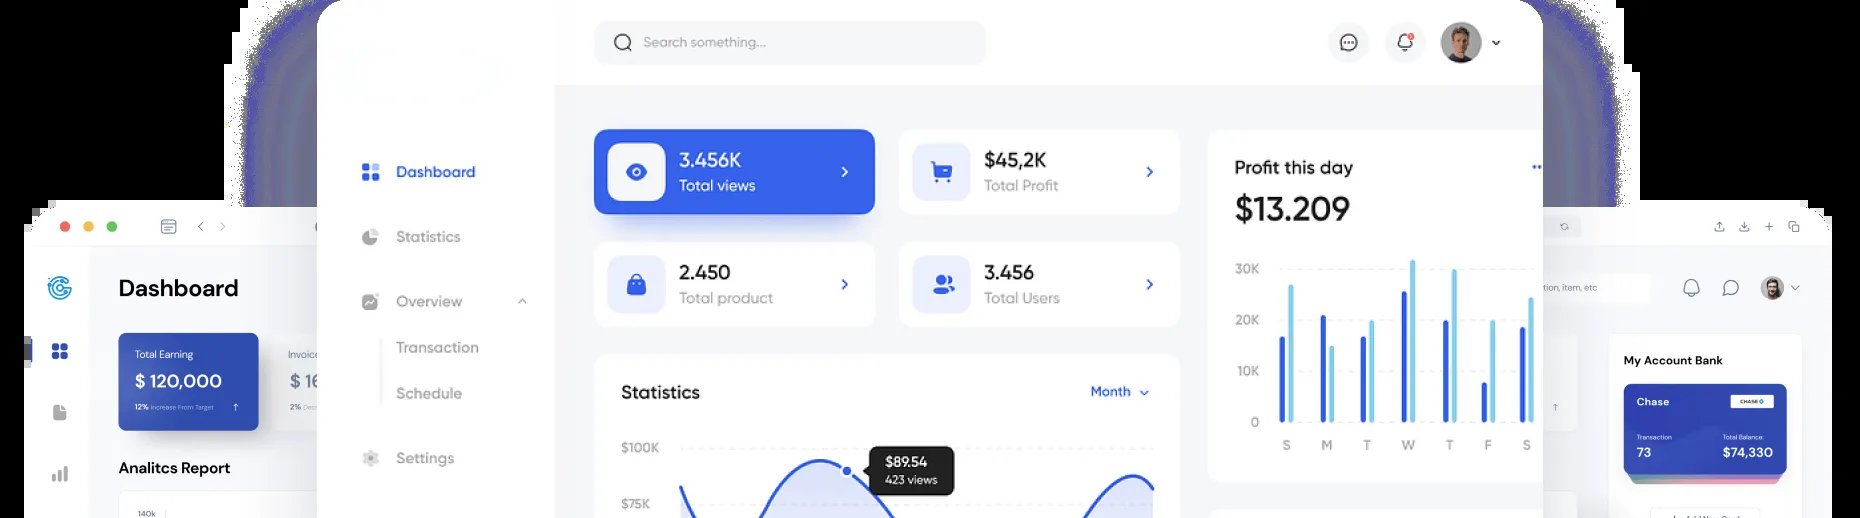 Search something...
Dashboard
Statistics
Overview
Transaction
Schedule
Settings
3.456K
Total views
$45,2K
Total Profit
2.450
Total product
3.456
Total Users
Statistics
Month
$100K
$75K
$89.54
423 views
Profit this day
$13.209
30K
20K
10K
0
S M T W T F S
Dashboard
Total Earning
$ 120,000
12% Increase From Target
Invoice
$ 16
2%
Analitcs Report
140k
tion, item, etc
My Account Bank
Chase
CHASE
Transaction
73
Total Balance:
$74,330